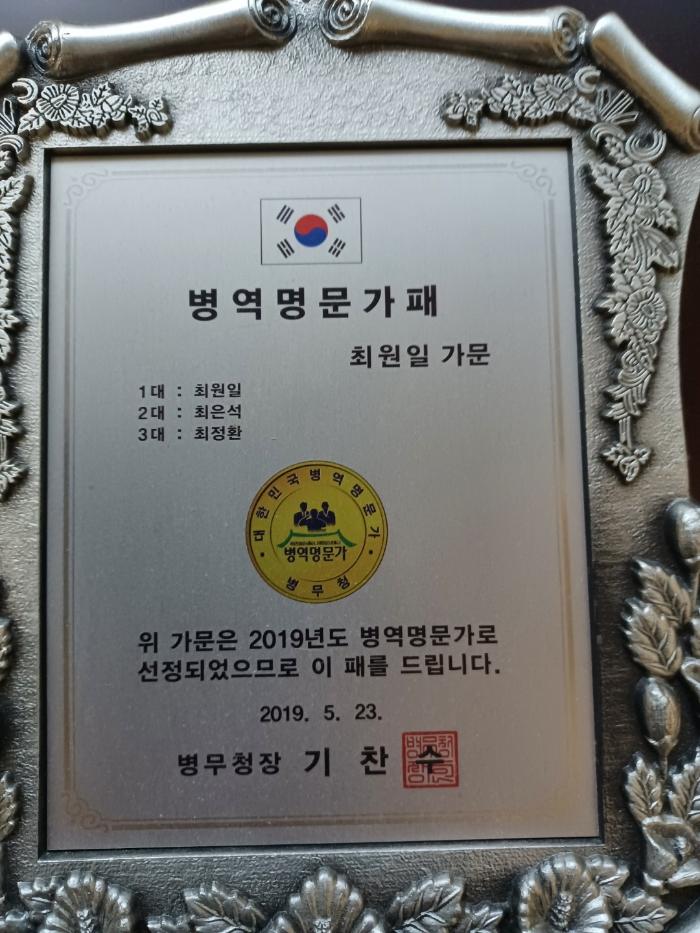 병역명문가패
최원일 가문
1대 : 최원일
2대 : 최은석
3대 : 최정환
대한민국병역명문가
병역명문가
병무청
위 가문은 2019년도 병역명문가로
선정되었으므로 이 패를 드립니다.
2019. 5. 23.
병무청장 기 찬 수